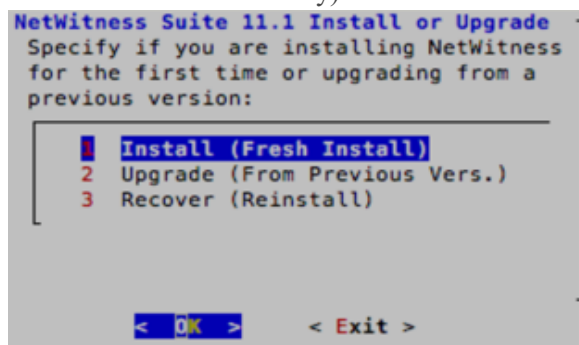 y)
NetWitness Suite 11.1 Install or Upgrade
Specify if you are installing NetWitness
for the first time or upgrading from a
previous version:
1 Install (Fresh Install)
2 Upgrade (From Previous Vers.)
3 Recover (Reinstall)
< OK > < Exit >